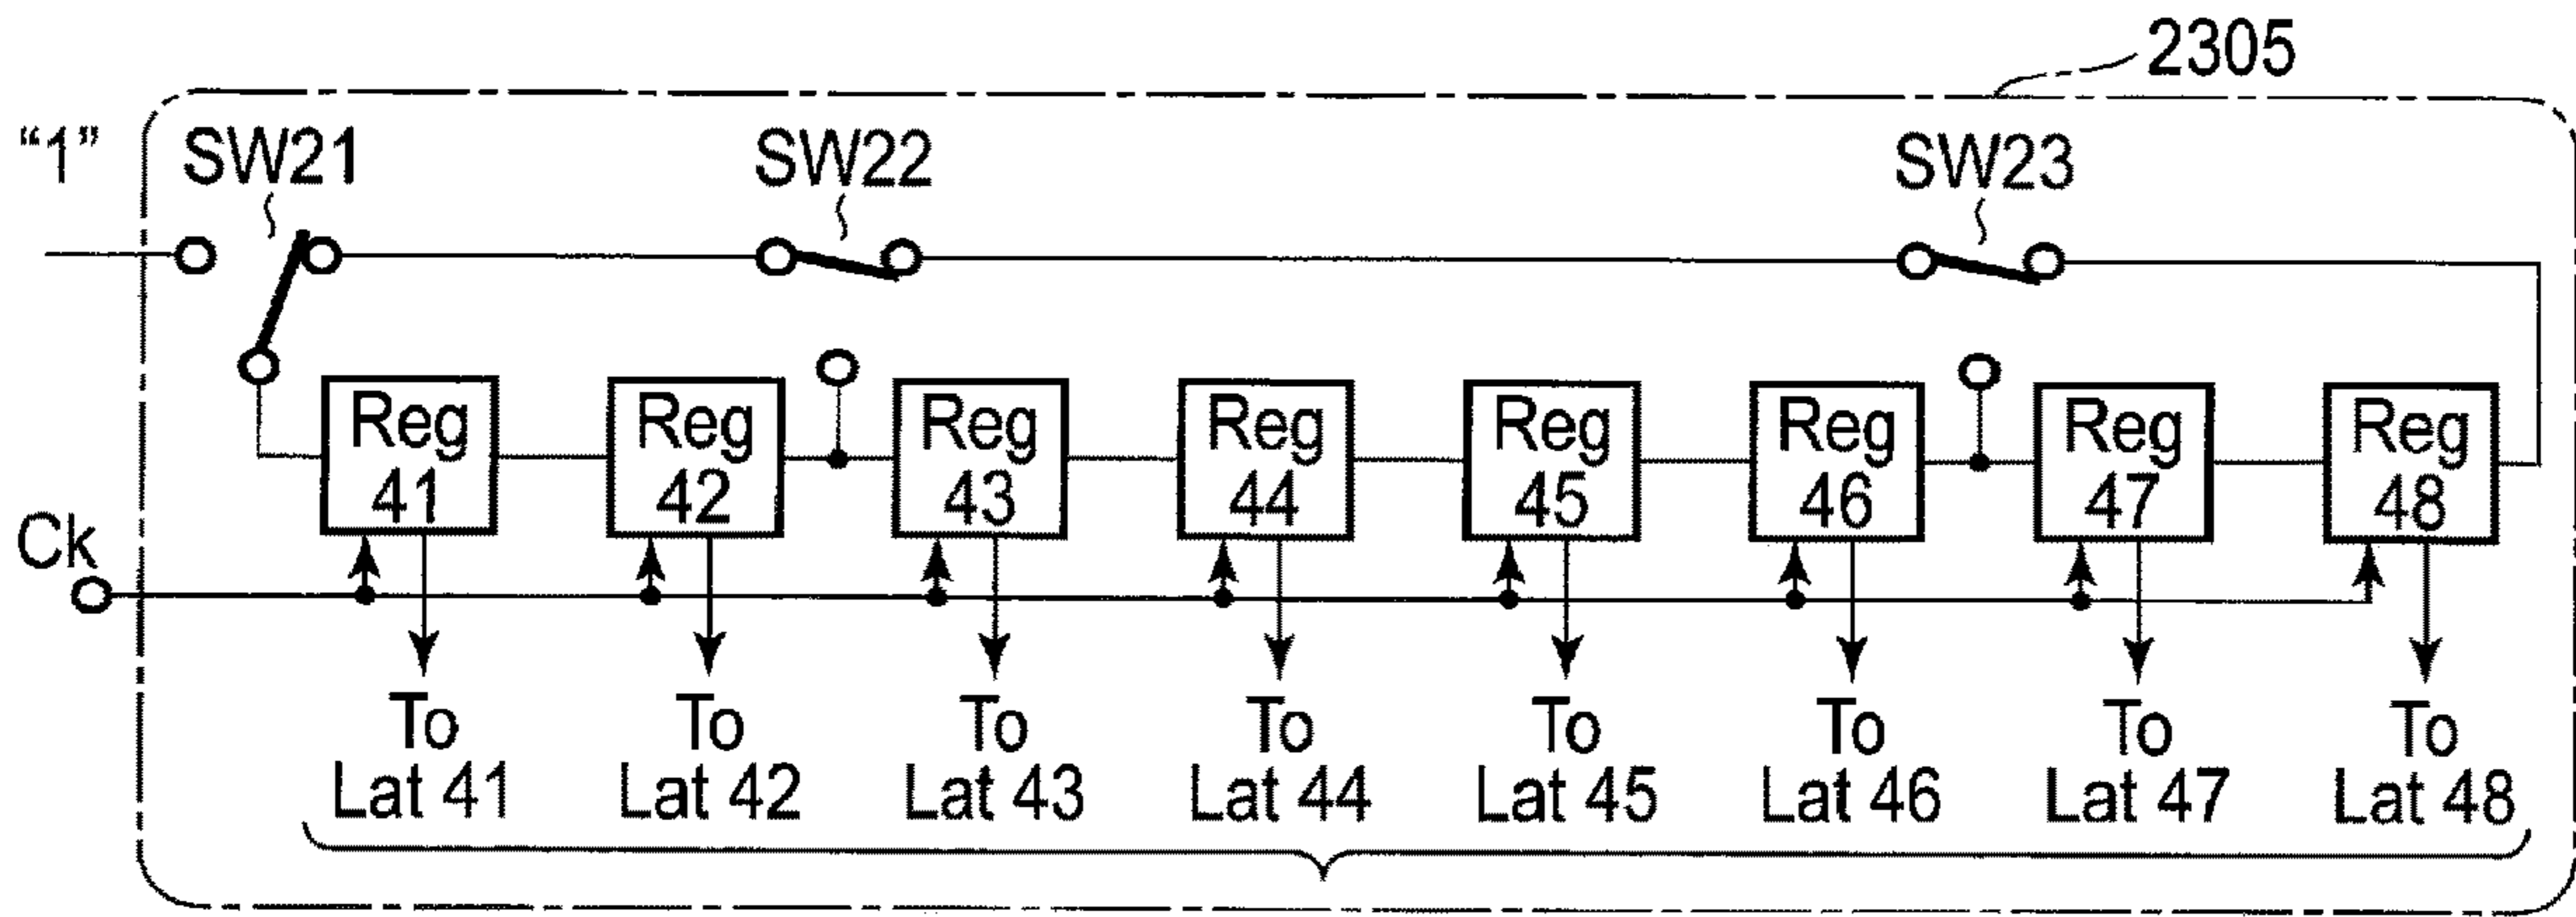 2305
“1”
SW21
SW22
SW23
Reg
41
Reg
42
Reg
43
Reg
44
Reg
45
Reg
46
Reg
47
Reg
48
Ck
To
Lat 41
To
Lat 42
To
Lat 43
To
Lat 44
To
Lat 45
To
Lat 46
To
Lat 47
To
Lat 48